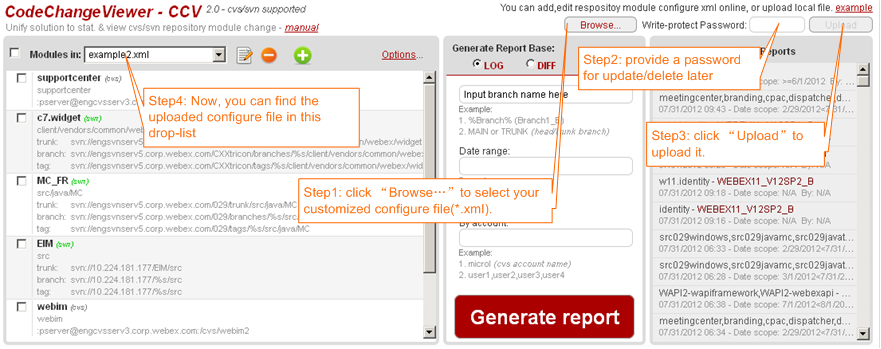 CodeChangeViewer - CCV 2.0 - cvs/svn supported
You can add,edit respository module configure xml online, or upload local file. example
Unify solution to stat. & view cvs/svn repository module change - manual
Browse... Write-protect Password: Upload
Modules in: example2.xml Options...
supportcenter (cvs)
supportcenter
:pserver@engcvsserv3.c
c7.widget (svn)
client/vendors/common/web
trunk: svn://engsvnserv5.corp.webex.com/CXXtricon/branches/%s/client/vendors/common/webex/widget
branch: svn://engsvnserv5.corp.webex.com/CXXtricon/branches/%s/client/vendors/common/webe
tag: svn://engsvnserv5.corp.webex.com/CXXtricon/tags/%s/client/vendors/common/webex/wid
MC_FR (svn)
src/java/MC
trunk: svn://engsvnserv5.corp.webex.com/029/trunk/src/java/MC
branch: svn://engsvnserv5.corp.webex.com/029/branches/%s/src
tag: svn://engsvnserv5.corp.webex.com/029/tags/%s/src/java/MC
EIM (svn)
src
trunk: svn://10.224.181.177/EIM/src
branch: svn://10.224.181.177/%s/src
tag: svn://10.224.181.177/%s/src
webim (cvs)
webim
:pserver@engcvsserv3.corp.webex.com:/cvs/webim2
Step4: Now, you can find the
uploaded configure file in this
drop-list
Generate Report Base:
LOG DIFF
Input branch name here
Example:
1. %Branch% (Branch1_B)
2. MAIN or TRUNK (head/trunk branch)
Date range:
Step1: click “Browse…” to select your
customized configure file(*.xml).
By account:
Example:
1. microl (cvs account name)
2. user1,user2,user3,user4
Generate report
Step2: provide a password
for update/delete later
Reports
scope: >=6/1/2012 By:
meetingcenter,branding,cpac,dispatcher,d...
07/31/2012 09:43 - Date scope: 2/29/2012<7/31/...
Step3: click “Upload” to
upload it.
w11.identity - WEBEX11_V12SP2_B
07/31/2012 09:18 - Date scope: N/A By: N/A
identity - WEBEX11_V12SP2_B
07/31/2012 09:16 - Date scope: N/A By: N/A
src029windows,src029javamc,src029javat...
07/31/2012 06:43 - Date scope: 2/29/2012<7/31/...
src029windows,src029javamc,src029javat...
07/31/2012 06:28 - Date scope: 3/1/2012<7/31/2...
WAPI2-wapiframework,WAPI2-webexapi - ...
07/31/2012 06:38 - Date scope: 7/1/2012<8/1/20...
meetingcenter,branding,cpac,dispatcher,d...
07/31/2012 06:34 - Date scope: 2/29/2012<7/31/...